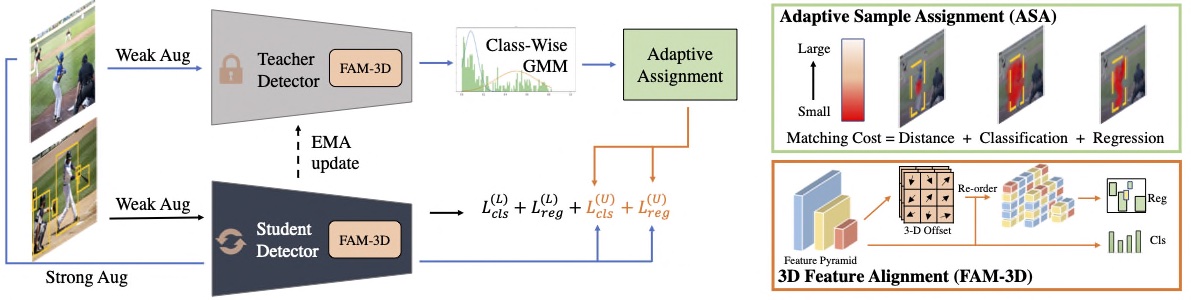 Weak Aug
Teacher
Detector
FAM-3D
Class-Wise
GMM
Adaptive
Assignment
EMA
update
Weak Aug
Student
Detector
FAM-3D
L_{cls}^{(L)} + L_{reg}^{(L)} + L_{cls}^{(U)} + L_{reg}^{(U)}
Strong Aug
Adaptive Sample Assignment (ASA)
Large
Small
Matching Cost = Distance + Classification + Regression
Re-order
3-D Offset
Reg
Cls
Feature Pyramid
3D Feature Alignment (FAM-3D)